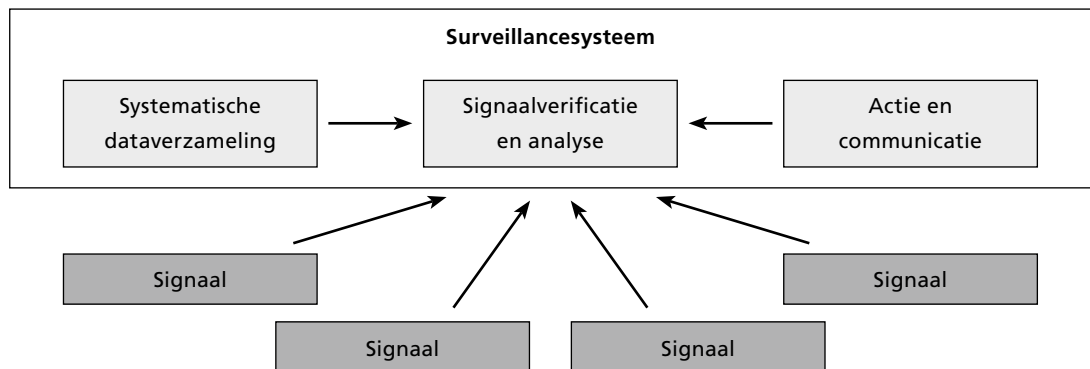 Surveillancesysteem
Systematische
dataverzameling
Signaalverificatie
en analyse
Actie en
communicatie
Signaal
Signaal
Signaal
Signaal